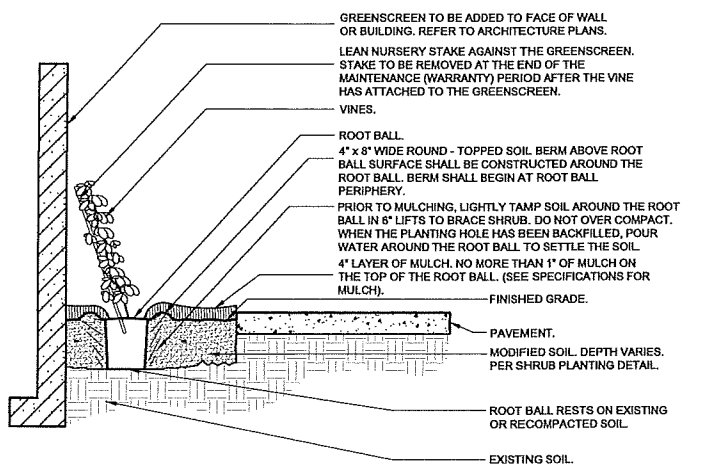 GREENSCREEN TO BE ADDED TO FACE OF WALL
OR BUILDING. REFER TO ARCHITECTURE PLANS.
LEAN NURSERY STAKE AGAINST THE GREENSCREEN.
STAKE TO BE REMOVED AT THE END OF THE
MAINTENANCE (WARRANTY) PERIOD AFTER THE VINE
HAS ATTACHED TO THE GREENSCREEN.
VINES.
ROOT BALL.
4" x 8" WIDE ROUND - TOPPED SOIL BERM ABOVE ROOT
BALL SURFACE SHALL BE CONSTRUCTED AROUND THE
ROOT BALL. BERM SHALL BEGIN AT ROOT BALL
PERIPHERY.
PRIOR TO MULCHING, LIGHTLY TAMP SOIL AROUND THE ROOT
BALL IN 6" LIFTS TO BRACE SHRUB. DO NOT OVER COMPACT.
WHEN THE PLANTING HOLE HAS BEEN BACKFILLED, POUR
WATER AROUND THE ROOT BALL TO SETTLE THE SOIL.
4" LAYER OF MULCH. NO MORE THAN 1" OF MULCH ON
THE TOP OF THE ROOT BALL. (SEE SPECIFICATIONS FOR
MULCH).
FINISHED GRADE.
PAVEMENT.
MODIFIED SOIL. DEPTH VARIES.
PER SHRUB PLANTING DETAIL.
ROOT BALL RESTS ON EXISTING
OR RECOMPACTED SOIL.
EXISTING SOIL.